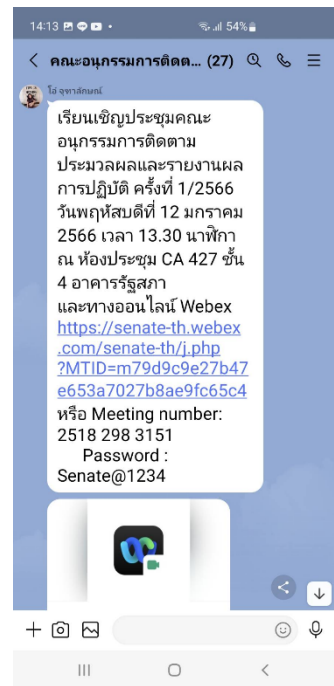 14:13
54%
คณะอนุกรรมการติดต... (27)
โอ๋ จุฑาลักษณ์
เรียนเชิญประชุมคณะ
อนุกรรมการติดตาม
ประมวลผลและรายงานผล
การปฏิบัติ ครั้งที่ 1/2566
วันพฤหัสบดีที่ 12 มกราคม
2566 เวลา 13.30 นาฬิกา
ณ ห้องประชุม CA 427 ชั้น
4 อาคารรัฐสภา
และทางออนไลน์ Webex
https://senate-th.webex
.com/senate-th/j.php
?MTID=m79d9c9e27b47
e653a7027b8ae9fc65c4
หรือ Meeting number:
2518 298 3151
Password :
Senate@1234